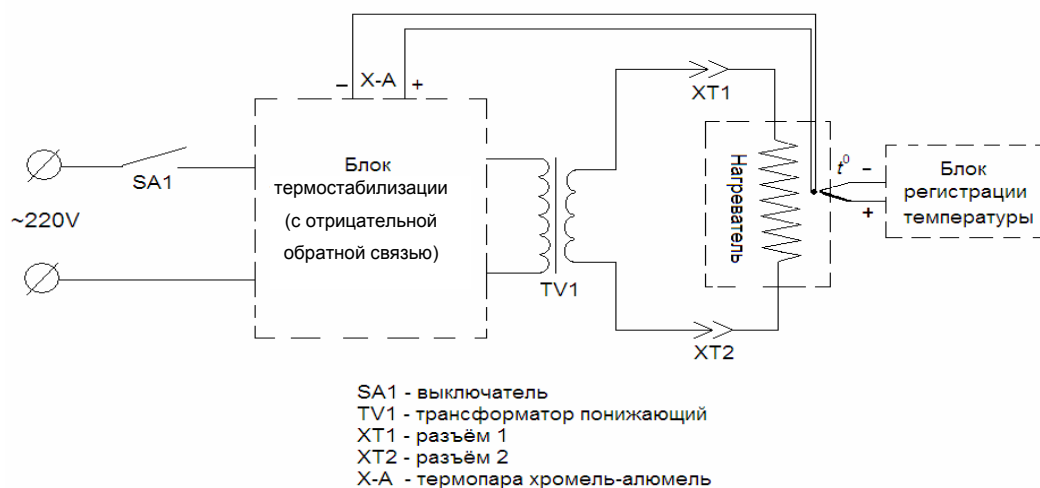 – X-A +
XT1
SA1
~220V
Блок
термостабилизации
(с отрицательной
обратной связью)
TV1
Нагреватель
t⁰
–
+
Блок
регистрации
температуры
XT2
SA1 - выключатель
TV1 - трансформатор понижающий
XT1 - разъём 1
XT2 - разъём 2
X-A - термопара хромель-алюмель